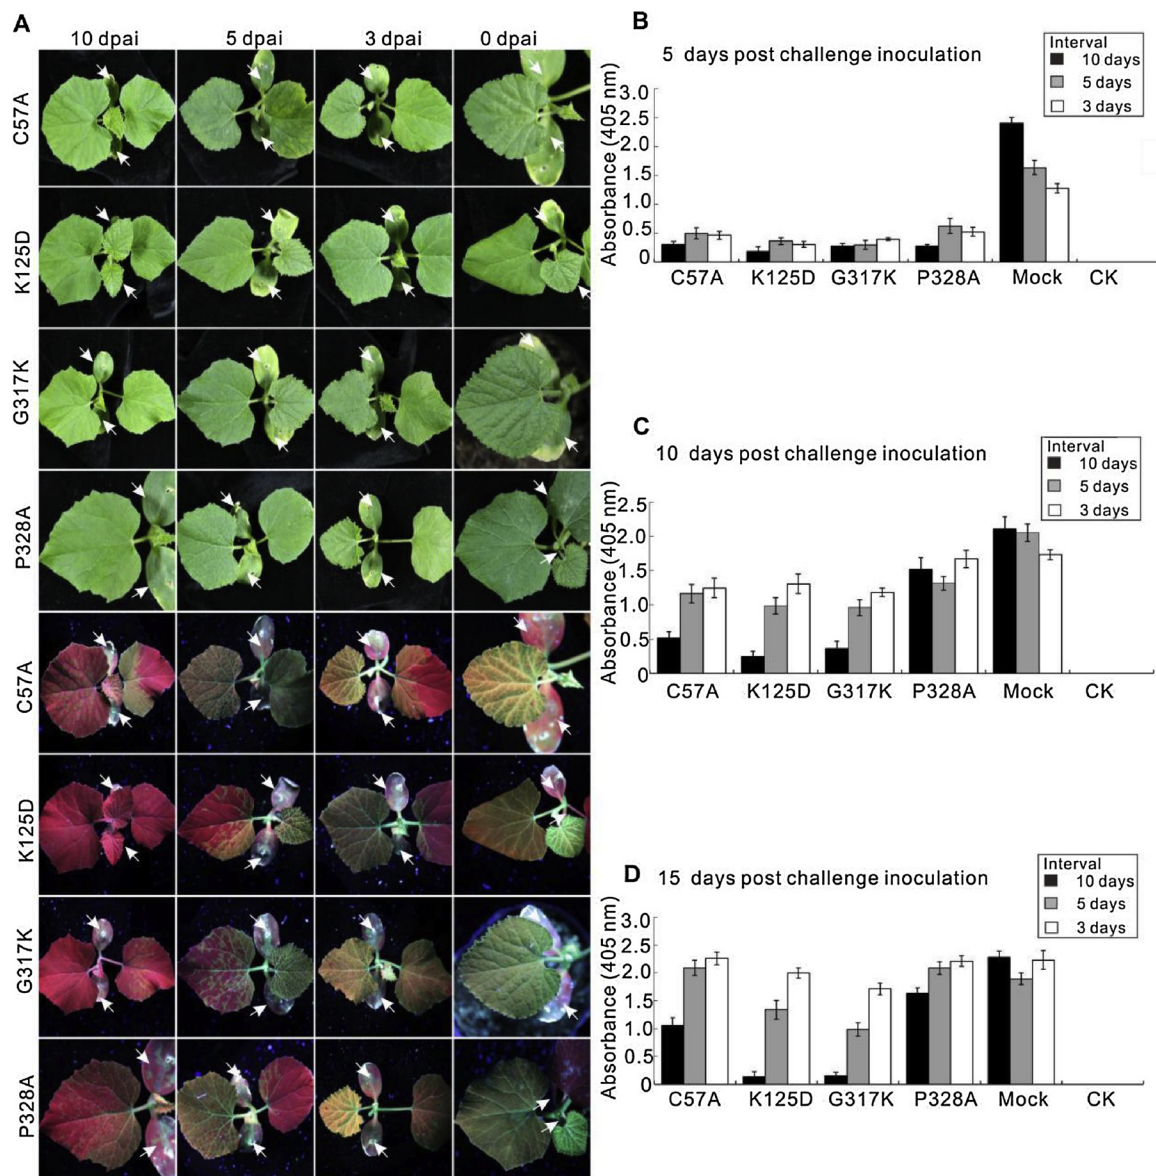 A
10 dpai 5 dpai 3 dpai 0 dpai
C57A
K125D
G317K
P328A
C57A
K125D
G317K
P328A
B
5 days post challenge inoculation
Interval
10 days
5 days
3 days
Absorbance (405 nm)
3.0
2.5
2.0
1.5
1.0
0.5
0
C57A K125D G317K P328A Mock CK
C
10 days post challenge inoculation
Interval
10 days
5 days
3 days
Absorbance (405 nm)
2.5
2.0
1.5
1.0
0.5
0
C57A K125D G317K P328A Mock CK
D
15 days post challenge inoculation
Interval
10 days
5 days
3 days
Absorbance (405 nm)
3.0
2.5
2.0
1.5
1.0
0.5
0
C57A K125D G317K P328A Mock CK